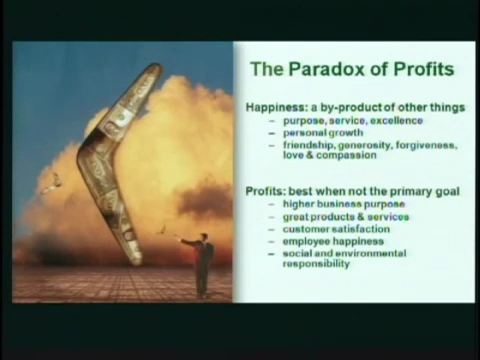 The Paradox of Profits
Happiness: a by-product of other things
– purpose, service, excellence
– personal growth
– friendship, generosity, forgiveness,
love & compassion
Profits: best when not the primary goal
– higher business purpose
– great products & services
– customer satisfaction
– employee happiness
– social and environmental
responsibility